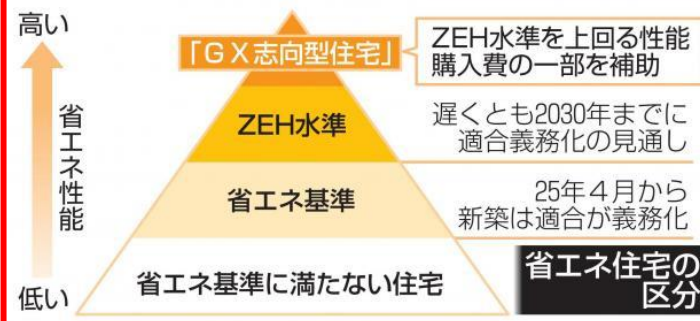 高い
省エネ性能
低い
「GX志向型住宅」
ZEH水準を上回る性能
購入費の一部を補助
ZEH水準
遅くとも2030年までに
適合義務化の見通し
省エネ基準
25年4月から
新築は適合が義務化
省エネ基準に満たない住宅
省エネ住宅の
区分